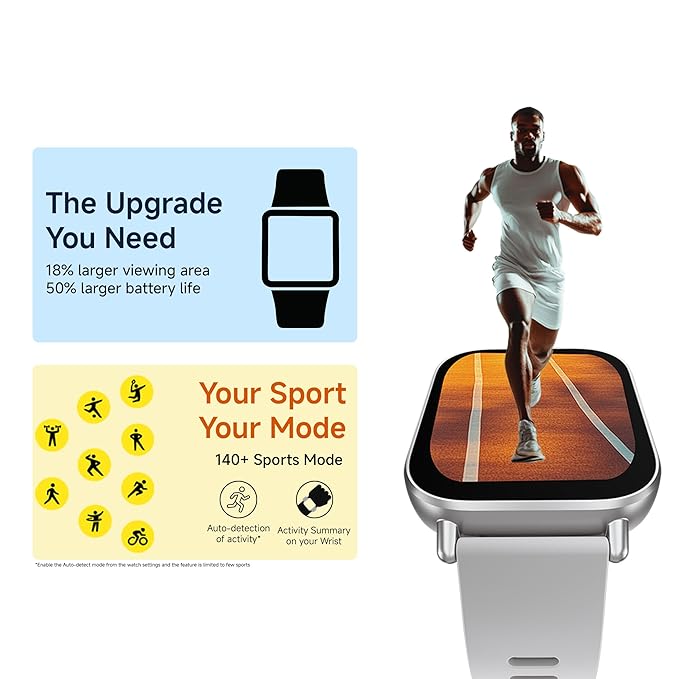 The Upgrade
You Need
18% larger viewing area
50% larger battery life
Your Sport
Your Mode
140+ Sports Mode
Auto-detection
of activity*
Activity Summary
on your Wrist
*Enable the Auto-detect mode from the watch settings and the feature is limited to few sports